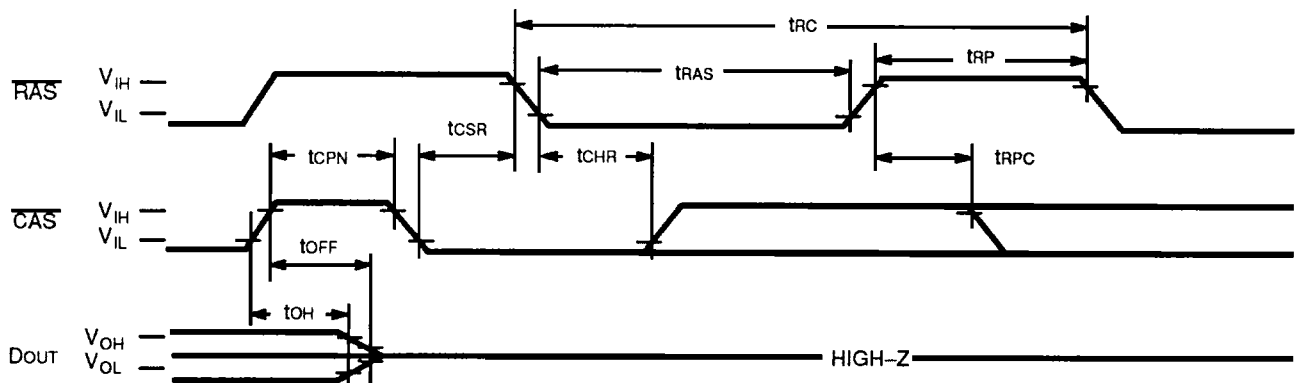 tRC
tRAS
tRP
RAS
VIH
VIL
tCSR
tCPN
tCHR
tRPC
CAS
VIH
VIL
tOFF
tOH
DOUT
VOH
VOL
HIGH–Z